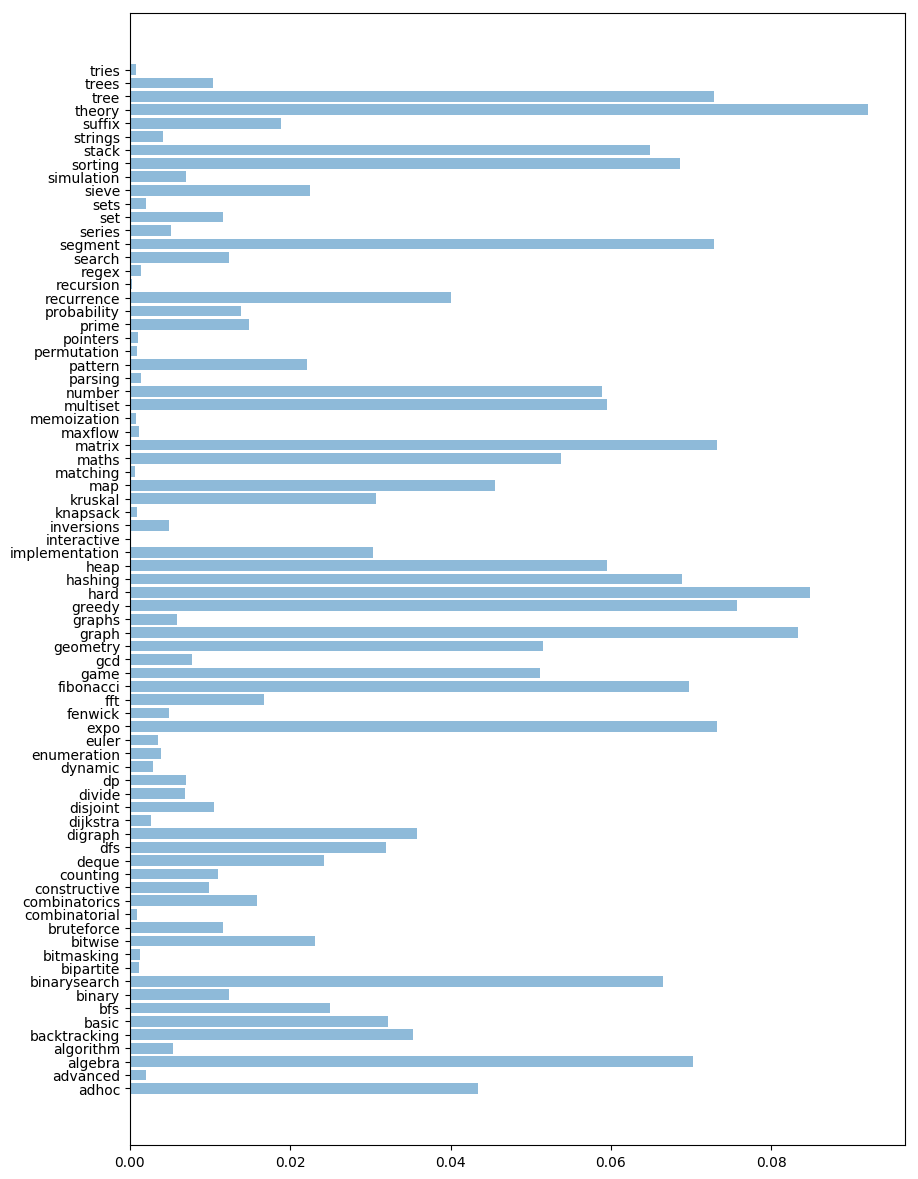 tries
trees
tree
theory
suffix
strings
stack
sorting
simulation
sieve
sets
set
series
segment
search
regex
recursion
recurrence
probability
prime
pointers
permutation
pattern
parsing
number
multiset
memoization
maxflow
matrix
maths
matching
map
kruskal
knapsack
inversions
interactive
implementation
heap
hashing
hard
greedy
graphs
graph
geometry
gcd
game
fibonacci
fft
fenwick
expo
euler
enumeration
dynamic
dp
divide
disjoint
dijkstra
digraph
dfs
deque
counting
constructive
combinatorics
combinatorial
bruteforce
bitwise
bitmasking
bipartite
binarysearch
binary
bfs
basic
backtracking
algorithm
algebra
advanced
adhoc
0.00 0.02 0.04 0.06 0.08